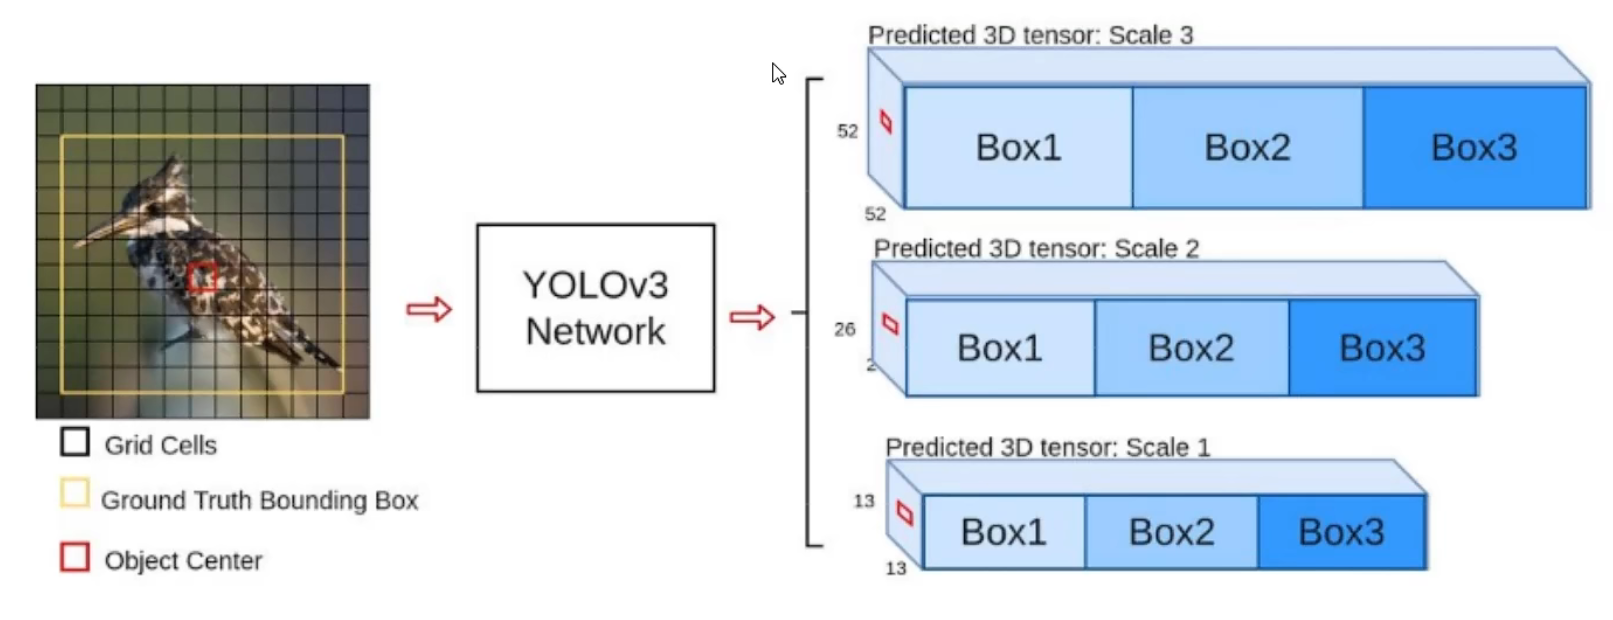 Predicted 3D tensor: Scale 3
52
52
Box1
Box2
Box3
Predicted 3D tensor: Scale 2
26
2
Box1
Box2
Box3
Predicted 3D tensor: Scale 1
13
13
Box1
Box2
Box3
YOLOv3
Network
Grid Cells
Ground Truth Bounding Box
Object Center